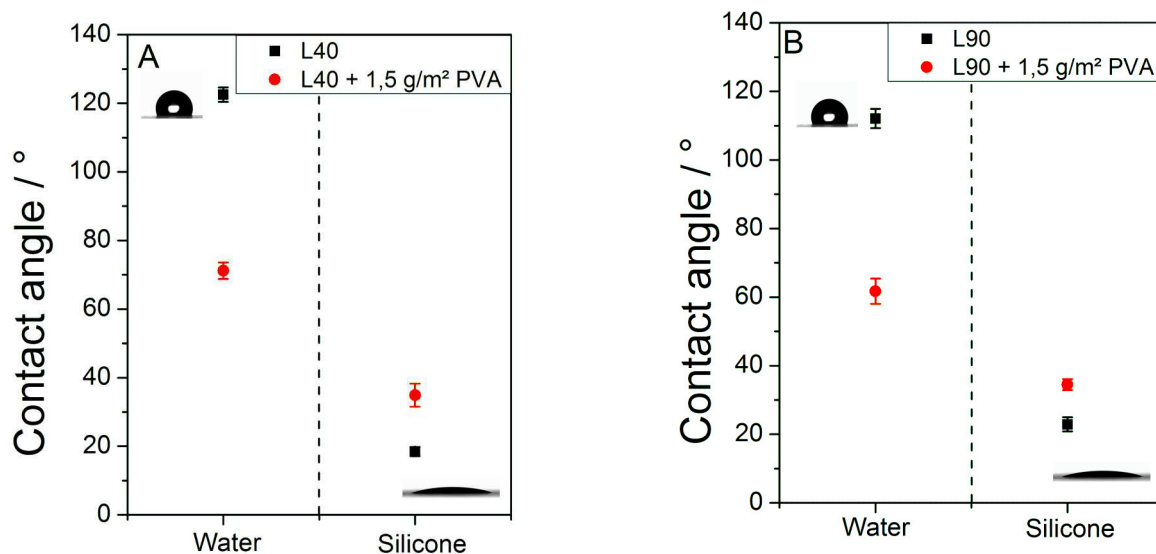 A
L40
L40 + 1,5 g/m² PVA
Contact angle / °
140
120
100
80
60
40
20
0
Water
Silicone
B
L90
L90 + 1,5 g/m² PVA
Contact angle / °
140
120
100
80
60
40
20
0
Water
Silicone